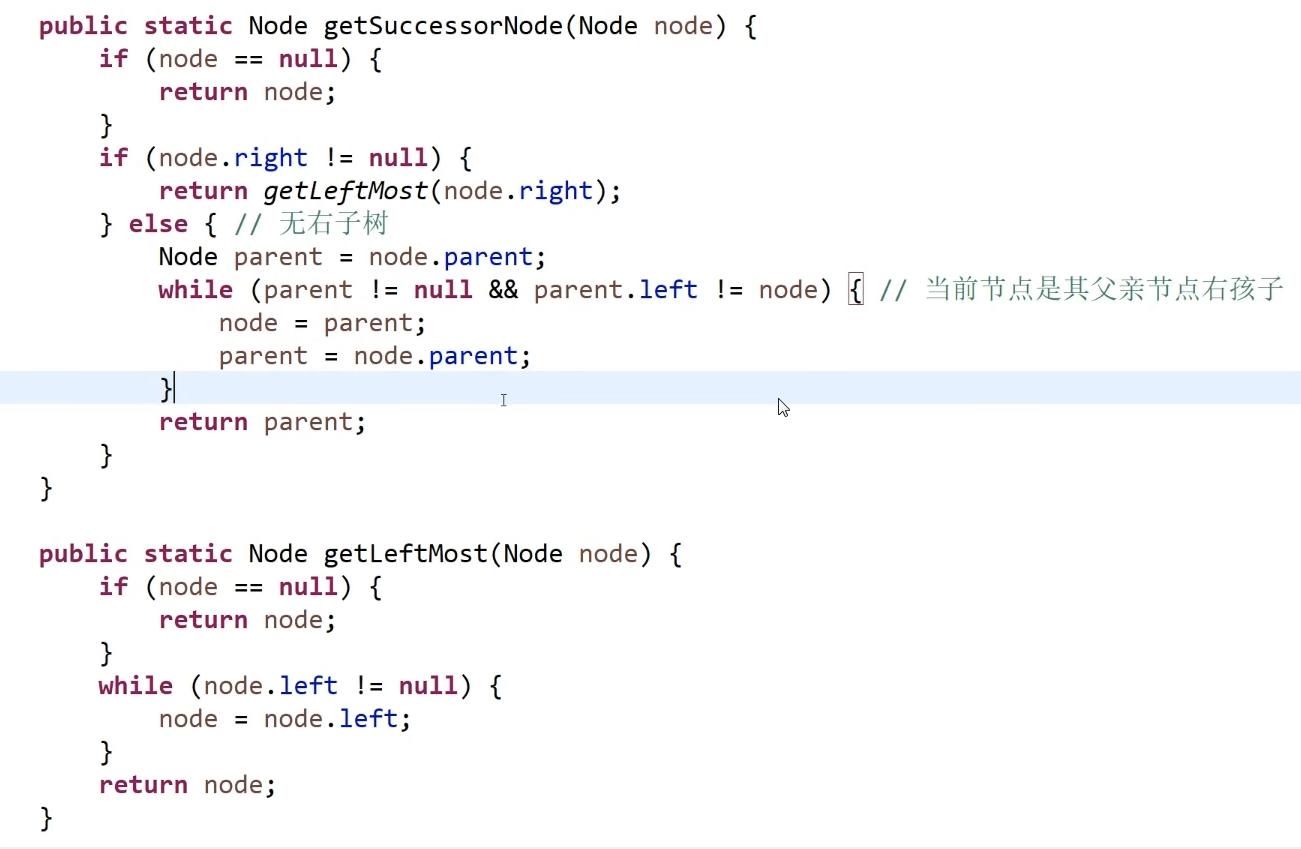 public static Node getSuccessorNode(Node node) {
    if (node == null) {
        return node;
    }
    if (node.right != null) {
        return getLeftMost(node.right);
    } else { // 无右子树
        Node parent = node.parent;
        while (parent != null && parent.left != node) { // 当前节点是其父亲节点右孩子
            node = parent;
            parent = node.parent;
        }
        return parent;
    }
}

public static Node getLeftMost(Node node) {
    if (node == null) {
        return node;
    }
    while (node.left != null) {
        node = node.left;
    }
    return node;
}